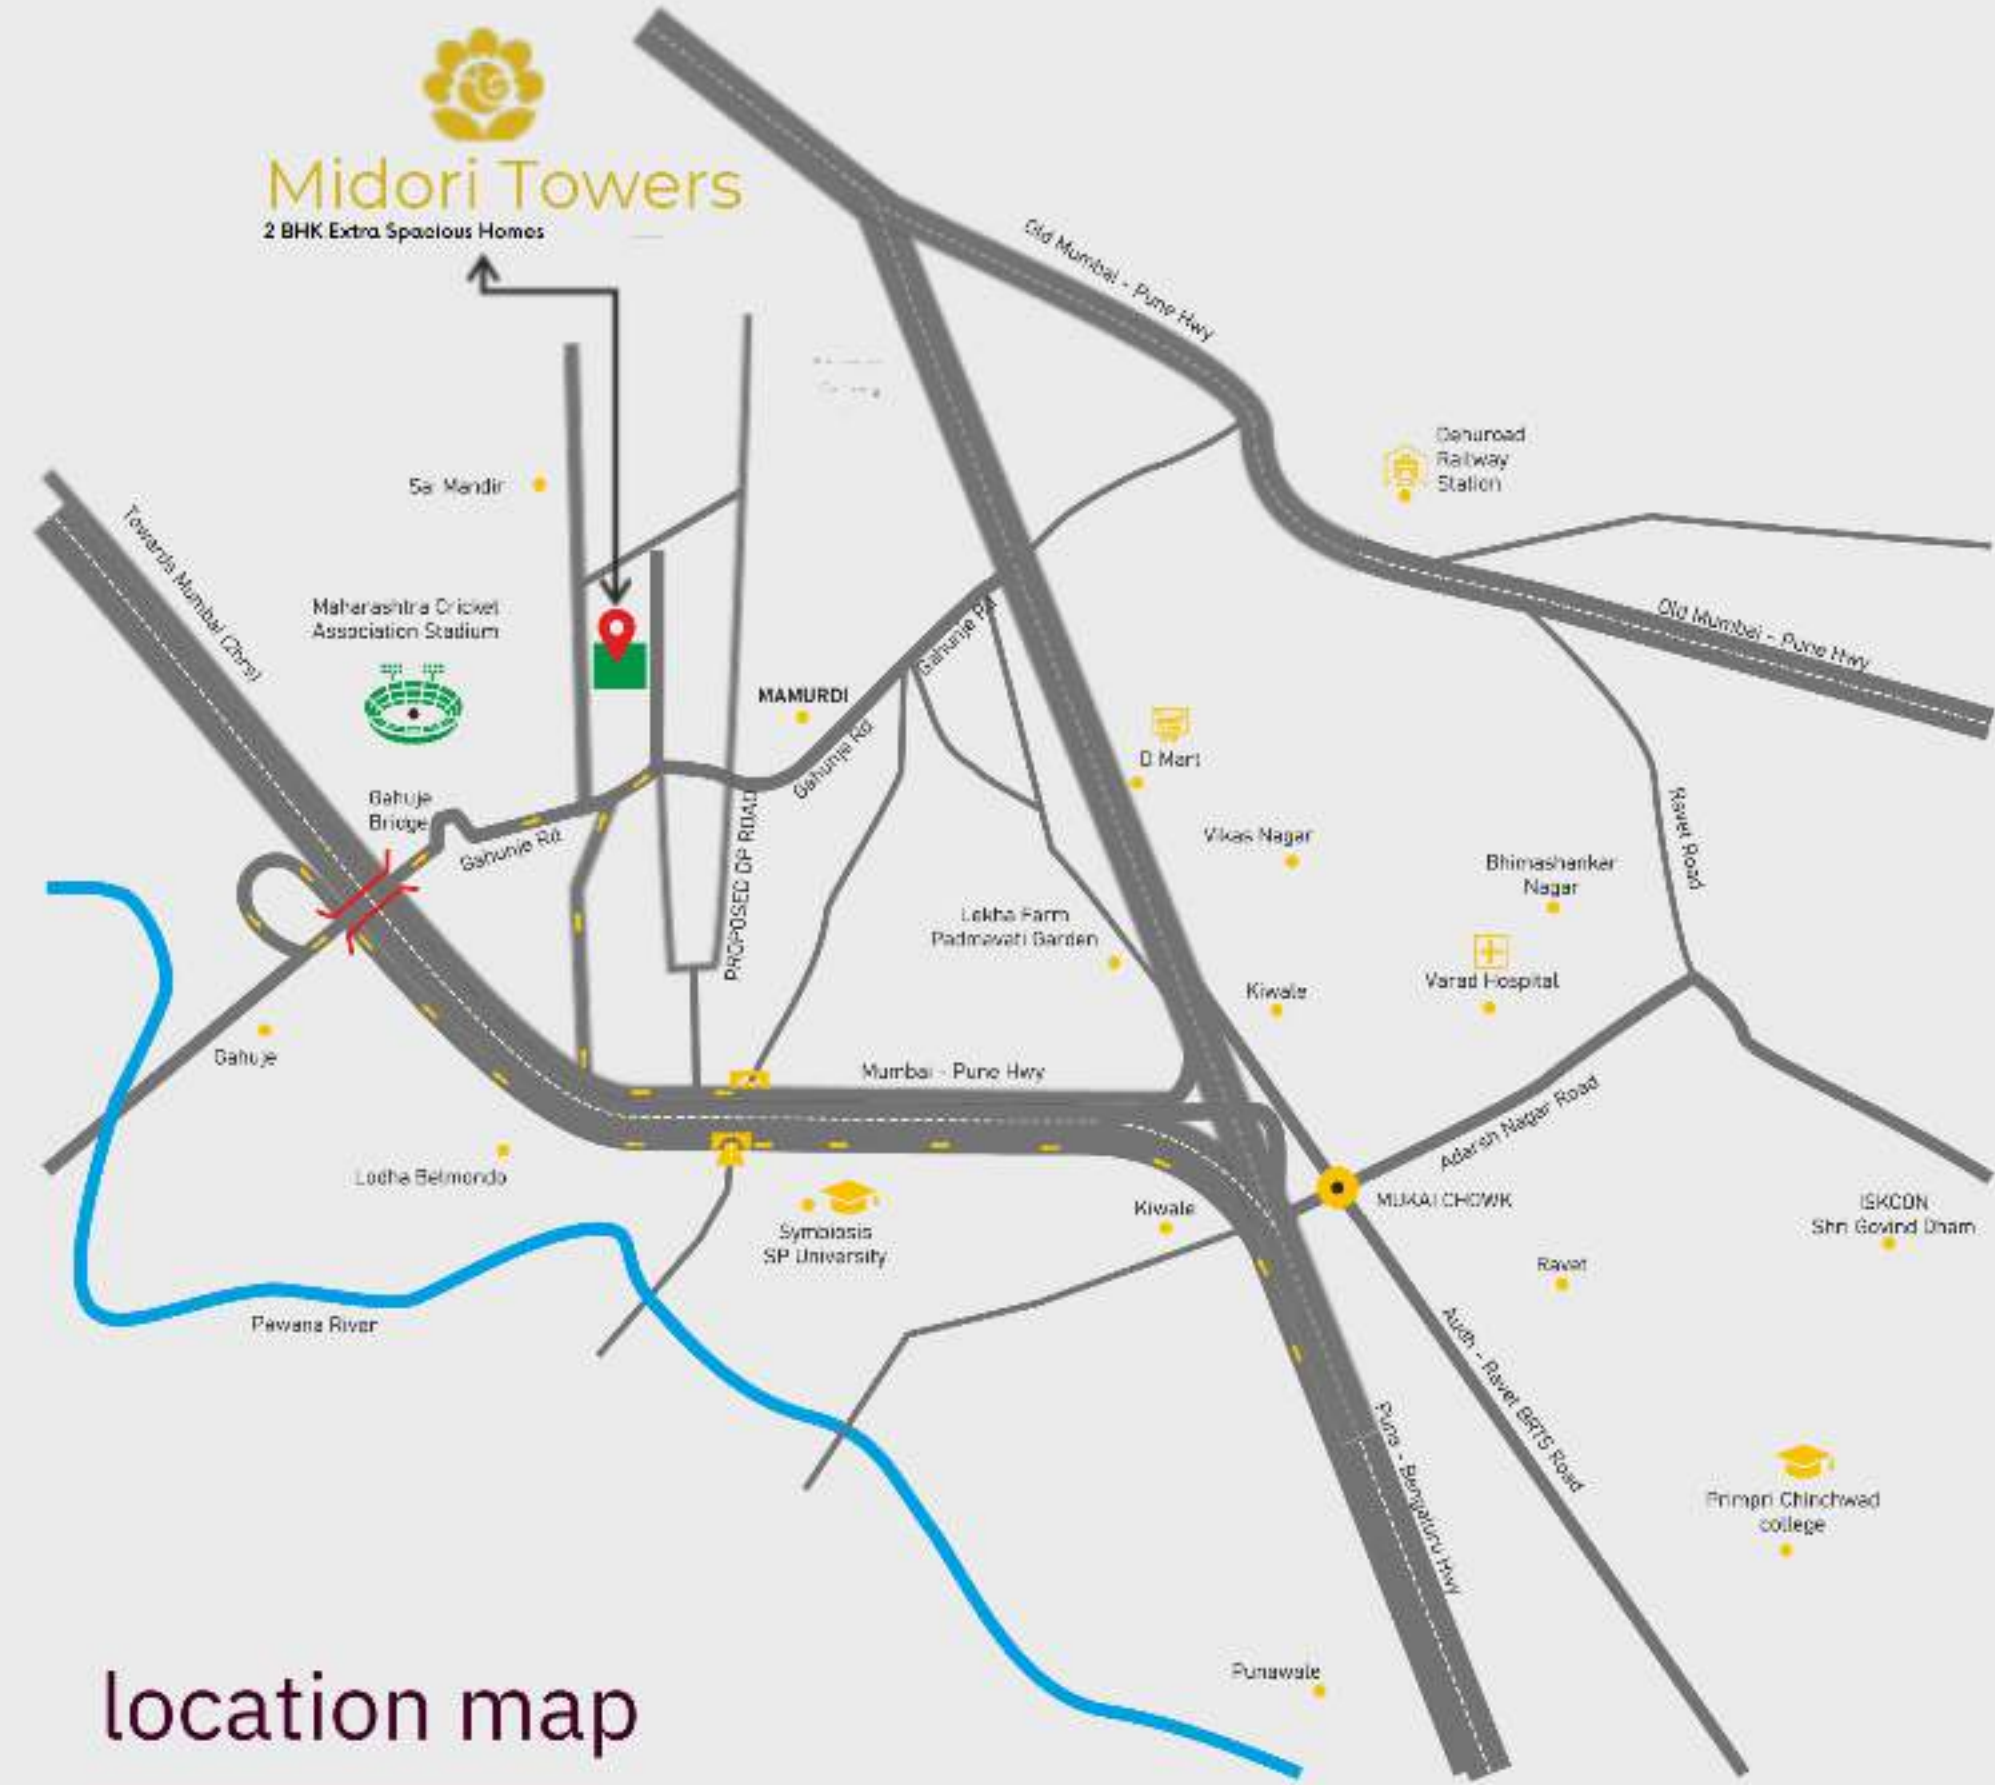 Midori Towers
2 BHK Extra Spacious Homes
Old Mumbai - Pune Hwy
Dehuroad
Railway
Station
Sai Mandir
Towards Mumbai (2hrs)
Maharashtra Cricket
Association Stadium
Gahunje Rd
Old Mumbai - Pune Hwy
MAMURDI
Gahunje Rd
D Mart
Gahuje
Bridge
Gahunje Rd
PROPOSED DP ROAD
Vikas Nagar
Ravet Road
Bhimashankar
Nagar
Lekha Farm
Padmavati Garden
Varad Hospital
Kiwale
Gahuje
Mumbai - Pune Hwy
Adarsh Nagar Road
Lodha Belmondo
MUKAI CHOWK
Kiwale
ISKCON
Shri Govind Dham
Symbiosis
SP University
Ravet
Pawana River
Audh - Ravet BRTS Road
Pune - Bengaluru Hwy
Primpri Chinchwad
college
Punawale
location map